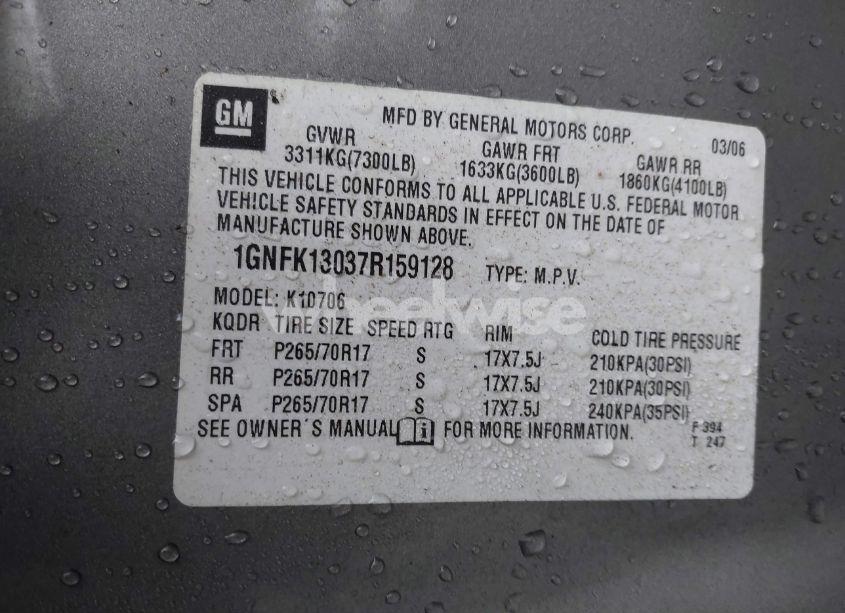 GM
MFD BY GENERAL MOTORS CORP. 03/06
GVWR GAWR FRT GAWR RR
3311KG(7300LB) 1633KG(3600LB) 1860KG(4100LB)
THIS VEHICLE CONFORMS TO ALL APPLICABLE U.S. FEDERAL MOTOR
VEHICLE SAFETY STANDARDS IN EFFECT ON THE DATE OF
MANUFACTURE SHOWN ABOVE.
1GNFK13037R159128 TYPE: M.P.V.
MODEL: K10706
wheelwise
KQDR TIRE SIZE SPEED RTG RIM COLD TIRE PRESSURE
FRT P265/70R17 S 17X7.5J 210KPA(30PSI)
RR P265/70R17 S 17X7.5J 210KPA(30PSI)
SPA P265/70R17 S 17X7.5J 240KPA(35PSI)
SEE OWNER´S MANUAL FOR MORE INFORMATION.
F 394
T 247